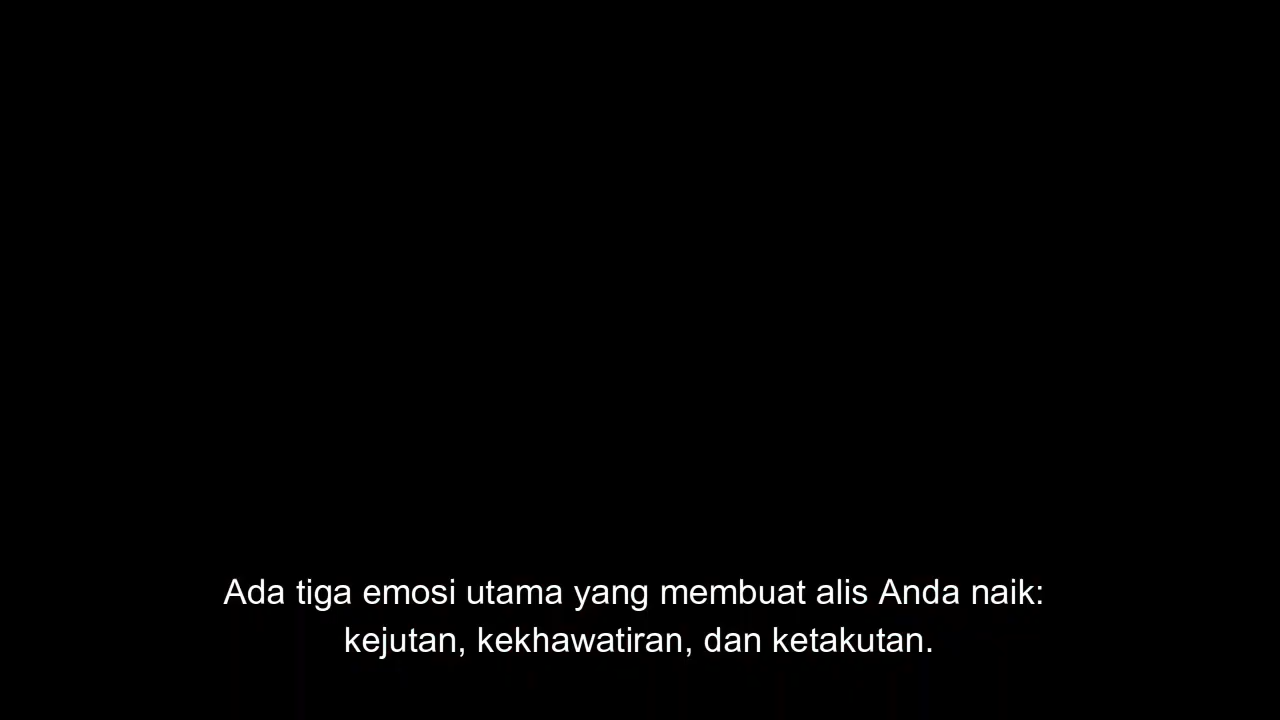 Ada tiga emosi utama yang membuat alis Anda naik:
kejutan, kekhawatiran, dan ketakutan.